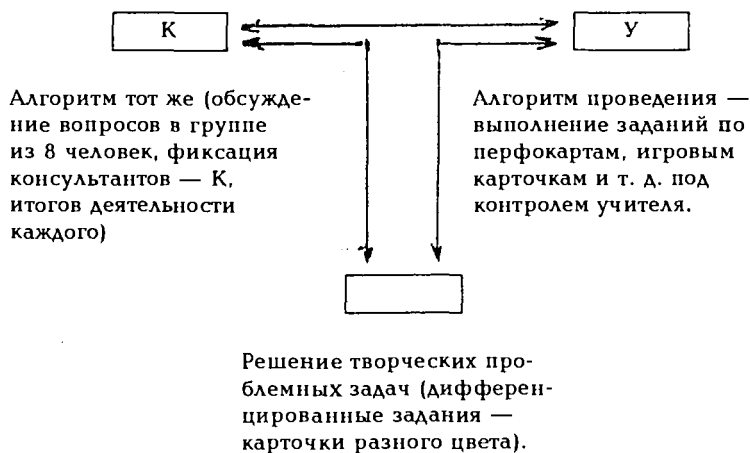 К
У
Алгоритм тот же (обсужде-
ние вопросов в группе
из 8 человек, фиксация
консультантов — К,
итогов деятельности
каждого)
Алгоритм проведения —
выполнение заданий по
перфокартам, игровым
карточкам и т. д. под
контролем учителя.
Решение творческих про-
блемных задач (дифферен-
цированные задания —
карточки разного цвета).